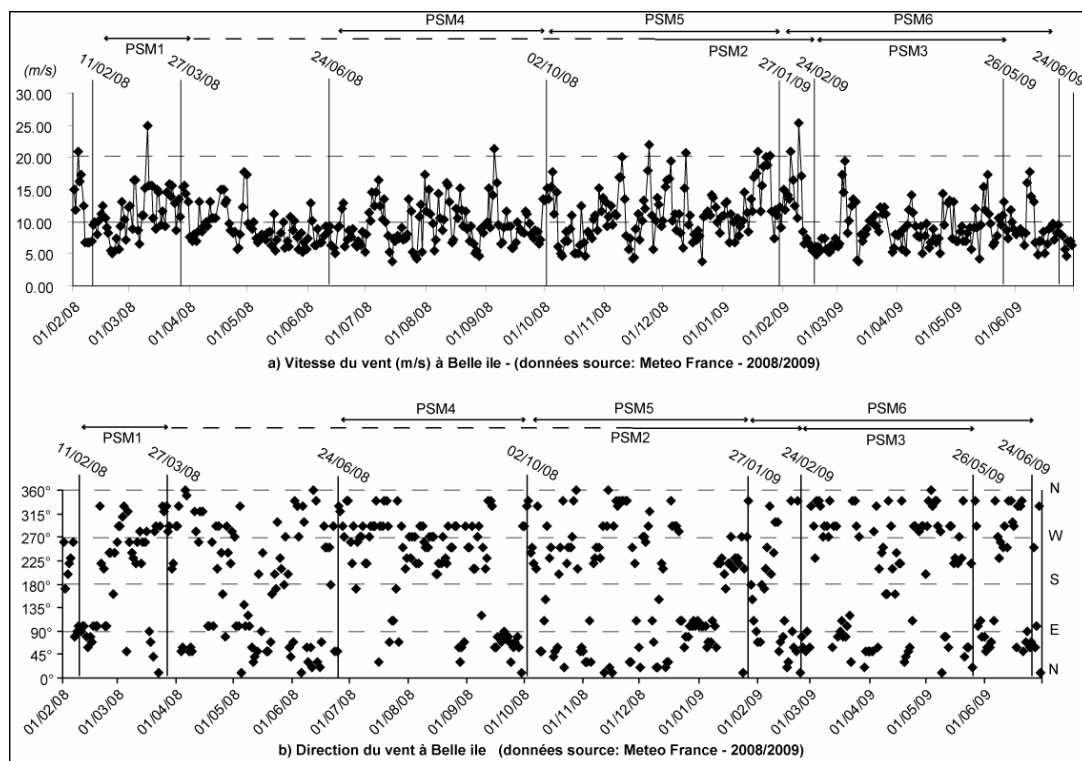 PSM4 PSM5 PSM6
PSM1 PSM2 PSM3
11/02/08 27/03/08 24/06/08 02/10/08 27/01/09 24/02/09 26/05/09 24/06/09
(m/s)
30.00
25.00
20.00
15.00
10.00
5.00
0.00
01/02/08 01/03/08 01/04/08 01/05/08 01/06/08 01/07/08 01/08/08 01/09/08 01/10/08 01/11/08 01/12/08 01/01/09 01/02/09 01/03/09 01/04/09 01/05/09 01/06/09
a) Vitesse du vent (m/s) à Belle ile - (données source: Meteo France - 2008/2009)
PSM4 PSM5 PSM6
PSM1 PSM2 PSM3
11/02/08 27/03/08 24/06/08 02/10/08 27/01/09 24/02/09 26/05/09 24/06/09
360° N
315°
270° W
225°
180° S
135°
90° E
45°
0° N
01/02/08 01/03/08 01/04/08 01/05/08 01/06/08 01/07/08 01/08/08 01/09/08 01/10/08 01/11/08 01/12/08 01/01/09 01/02/09 01/03/09 01/04/09 01/05/09 01/06/09
b) Direction du vent à Belle ile (données source: Meteo France - 2008/2009)